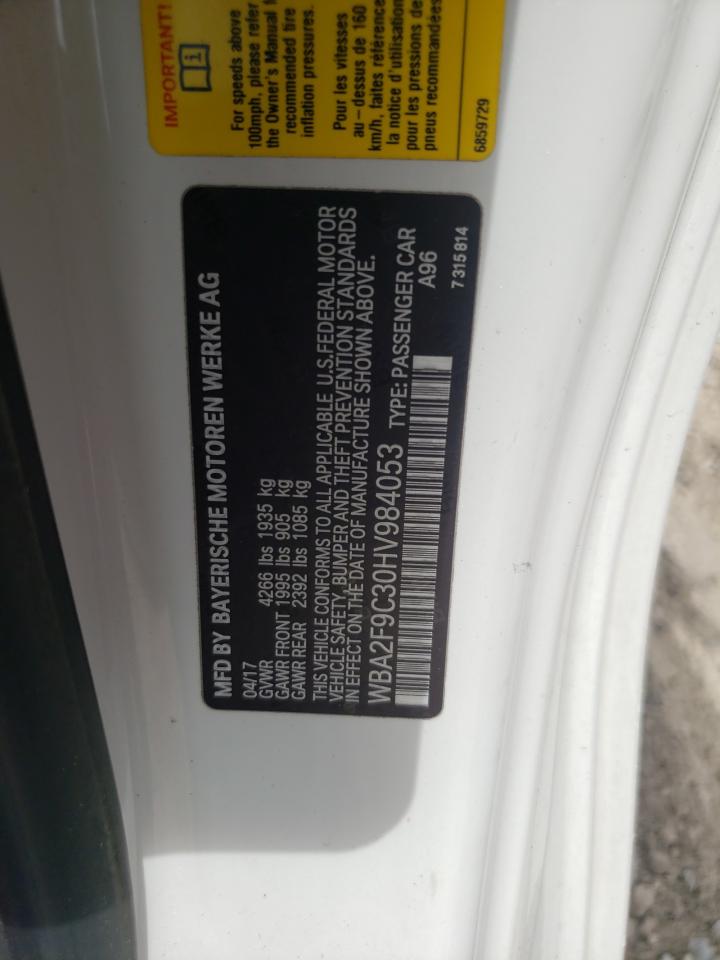 IMPORTANT!
For speeds above
100mph, please refer
the Owner's Manual
recommended tire
inflation pressures.
Pour les vitesses
au-dessus de 160
km/h, faites référence
la notice d'utilisation
pour les pressions de
pneus recommandées
6859729
MFD BY BAYERISCHE MOTOREN WERKE AG
04/17
GVWR 4266 lbs 1935 kg
GAWR FRONT 1995 lbs 905 kg
GAWR REAR 2392 lbs 1085 kg
THIS VEHICLE CONFORMS TO ALL APPLICABLE U.S.FEDERAL MOTOR
VEHICLE SAFETY, BUMPER AND THEFT PREVENTION STANDARDS
IN EFFECT ON THE DATE OF MANUFACTURE SHOWN ABOVE.
WBA2F9C30HV984053 TYPE: PASSENGER CAR
A96
7 315 814